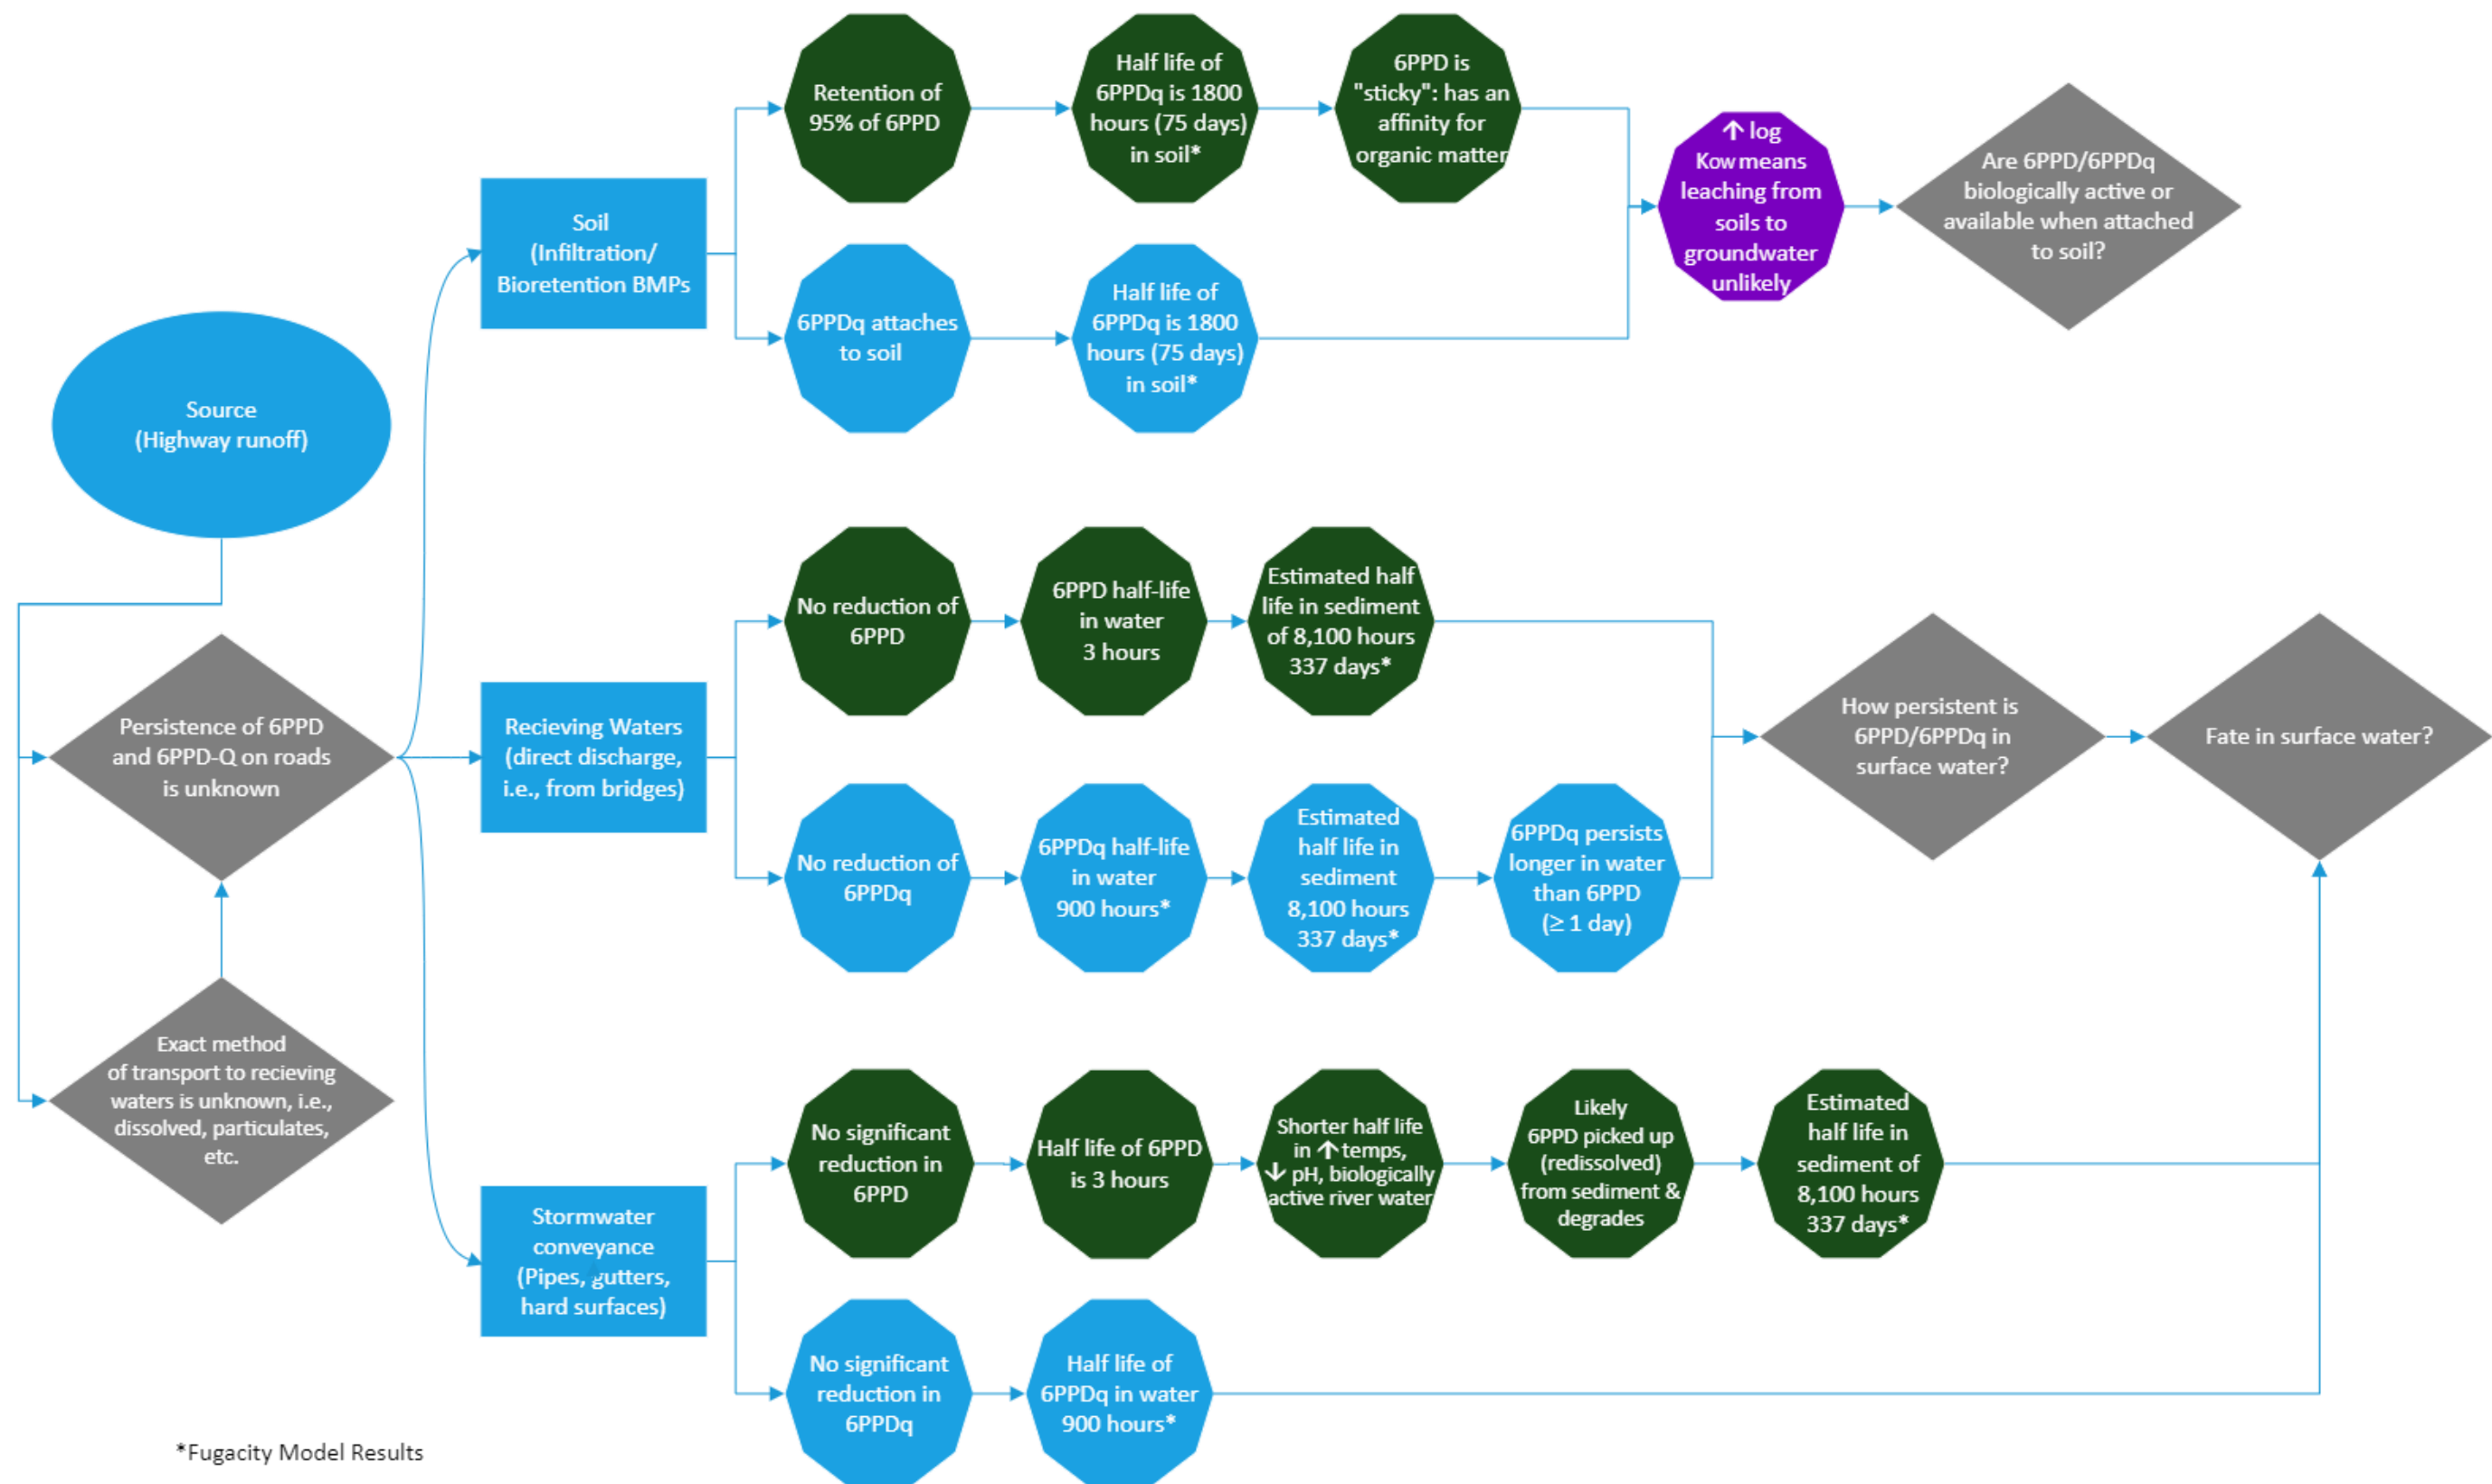 Source
(Highway runoff)
Persistence of 6PPD
and 6PPD-Q on roads
is unknown
Exact method
of transport to recieving
waters is unknown, i.e.,
dissolved, particulates,
etc.
Soil
(Infiltration/
Bioretention BMPs
Retention of
95% of 6PPD
Half life of
6PPDq is 1800
hours (75 days)
in soil*
6PPD is
"sticky": has an
affinity for
organic matter
6PPDq attaches
to soil
Half life of
6PPDq is 1800
hours (75 days)
in soil*
↑ log
Kow means
leaching from
soils to
groundwater
unlikely
Are 6PPD/6PPDq
biologically active or
available when attached
to soil?
Recieving Waters
(direct discharge,
i.e., from bridges)
No reduction of
6PPD
6PPD half-life
in water
3 hours
Estimated half
life in sediment
of 8,100 hours
337 days*
No reduction of
6PPDq
6PPDq half-life
in water
900 hours*
Estimated
half life in
sediment
8,100 hours
337 days*
6PPDq persists
longer in water
than 6PPD
(≥ 1 day)
How persistent is
6PPD/6PPDq in
surface water?
Fate in surface water?
Stormwater
conveyance
(Pipes, gutters,
hard surfaces)
No significant
reduction in
6PPD
Half life of 6PPD
is 3 hours
Shorter half life
in ↑ temps,
↓ pH, biologically
active river water
Likely
6PPD picked up
(redissolved)
from sediment &
degrades
Estimated
half life in
sediment of
8,100 hours
337 days*
No significant
reduction in
6PPDq
Half life of
6PPDq in water
900 hours*
*Fugacity Model Results